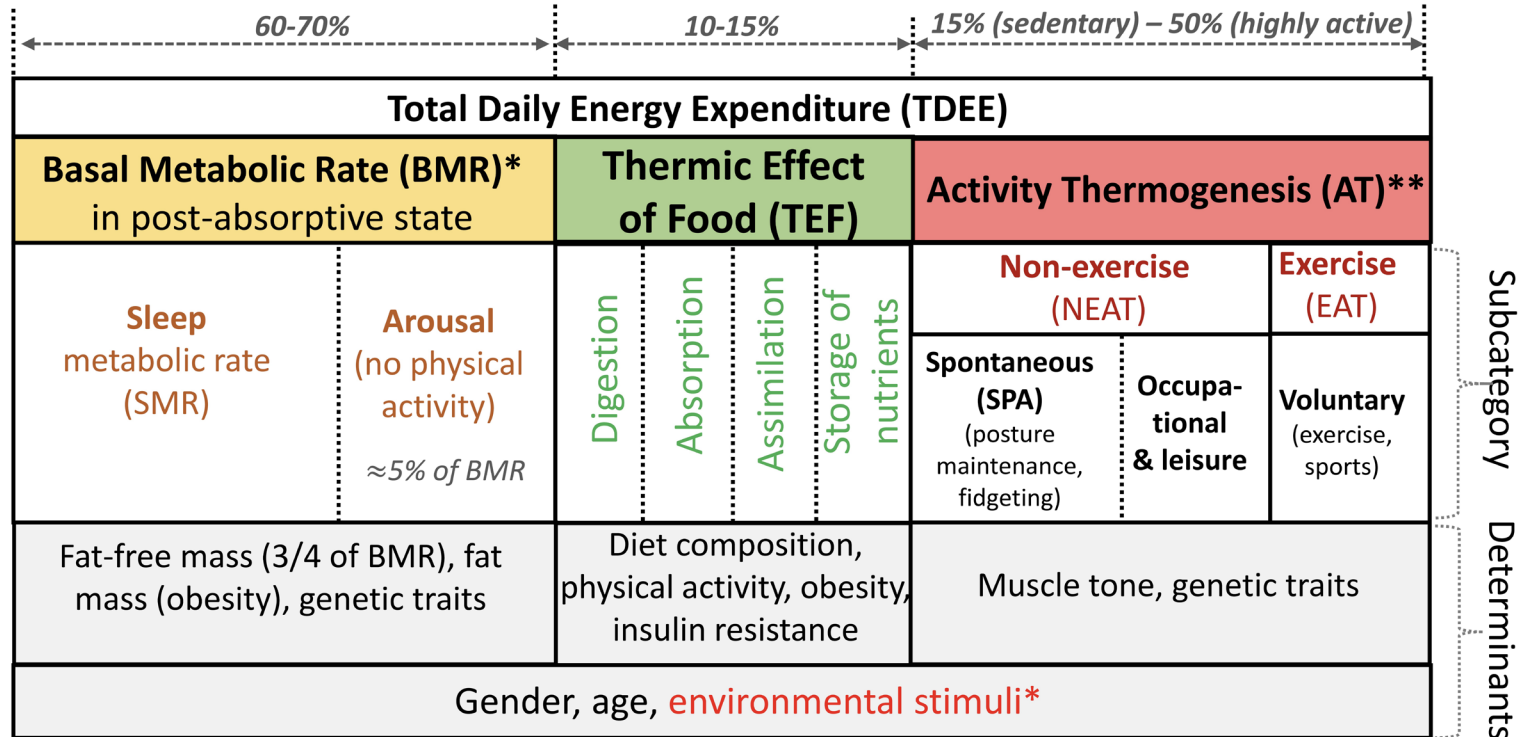 60-70%
10-15%
15% (sedentary) – 50% (highly active)
Total Daily Energy Expenditure (TDEE)
Basal Metabolic Rate (BMR)*
in post-absorptive state
Thermic Effect
of Food (TEF)
Activity Thermogenesis (AT)**
Sleep
metabolic rate
(SMR)
Arousal
(no physical
activity)
≈5% of BMR
Digestion
Absorption
Assimilation
Storage of
nutrients
Non-exercise
(NEAT)
Exercise
(EAT)
Spontaneous
(SPA)
(posture
maintenance,
fidgeting)
Occupa-
tional
& leisure
Voluntary
(exercise,
sports)
Subcategory
Fat-free mass (3/4 of BMR), fat
mass (obesity), genetic traits
Diet composition,
physical activity, obesity,
insulin resistance
Muscle tone, genetic traits
Gender, age, environmental stimuli*
Determinants